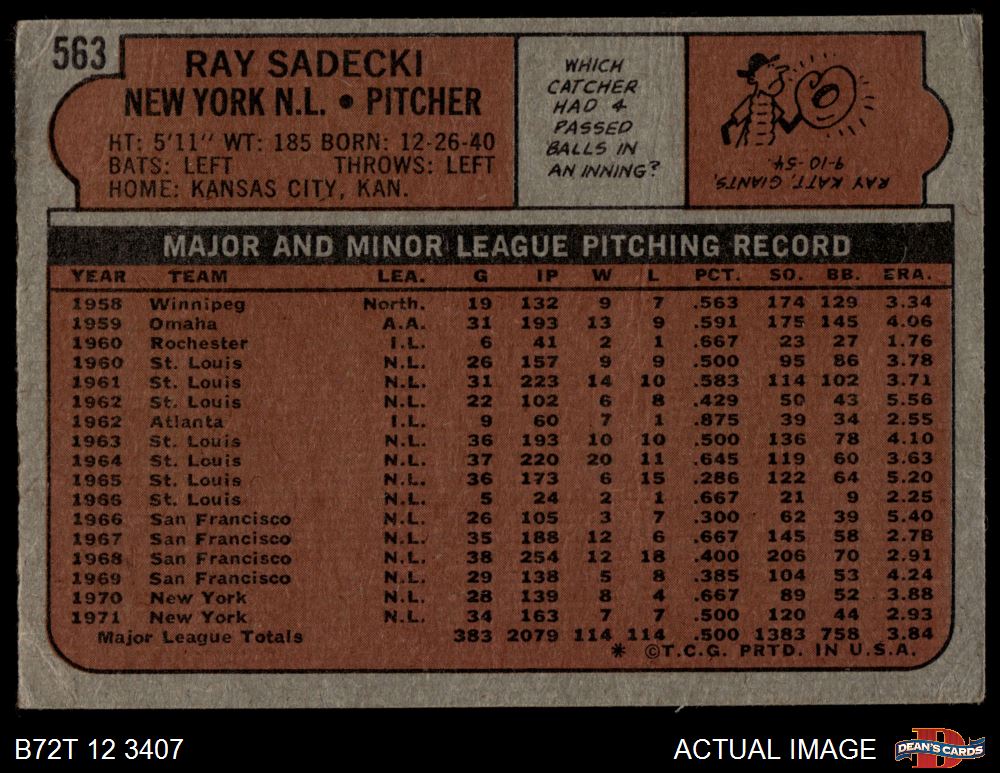 563
RAY SADECKI
NEW YORK N.L. • PITCHER
HT: 5'11" WT: 185 BORN: 12-26-40
BATS: LEFT THROWS: LEFT
HOME: KANSAS CITY, KAN.
WHICH
CATCHER
HAD 4
PASSED
BALLS IN
AN INNING?
RAY KATT, GIANTS,
9-10-54.
MAJOR AND MINOR LEAGUE PITCHING RECORD
YEAR TEAM LEA. G IP W L PCT. SO. BB. ERA.
1958 Winnipeg North. 19 132 9 7 .563 174 129 3.34
1959 Omaha A.A. 31 193 13 9 .591 175 145 4.06
1960 Rochester I.L. 6 41 2 1 .667 23 27 1.76
1960 St. Louis N.L. 26 157 9 9 .500 95 86 3.78
1961 St. Louis N.L. 31 223 14 10 .583 114 102 3.71
1962 St. Louis N.L. 22 102 6 8 .429 50 43 5.56
1962 Atlanta I.L. 9 60 7 1 .875 39 34 2.55
1963 St. Louis N.L. 36 193 10 10 .500 136 78 4.10
1964 St. Louis N.L. 37 220 20 11 .645 119 60 3.63
1965 St. Louis N.L. 36 173 6 15 .286 122 64 5.20
1966 St. Louis N.L. 5 24 2 1 .667 21 9 2.25
1966 San Francisco N.L. 26 105 3 7 .300 62 39 5.40
1967 San Francisco N.L. 35 188 12 6 .667 145 58 2.78
1968 San Francisco N.L. 38 254 12 18 .400 206 70 2.91
1969 San Francisco N.L. 29 138 5 8 .385 104 53 4.24
1970 New York N.L. 28 139 8 4 .667 89 52 3.88
1971 New York N.L. 34 163 7 7 .500 120 44 2.93
Major League Totals 383 2079 114 114 .500 1383 758 3.84
* ©T.C.G. PRTD. IN U.S.A.
B72T 12 3407
ACTUAL IMAGE
D
DEAN'S CARDS